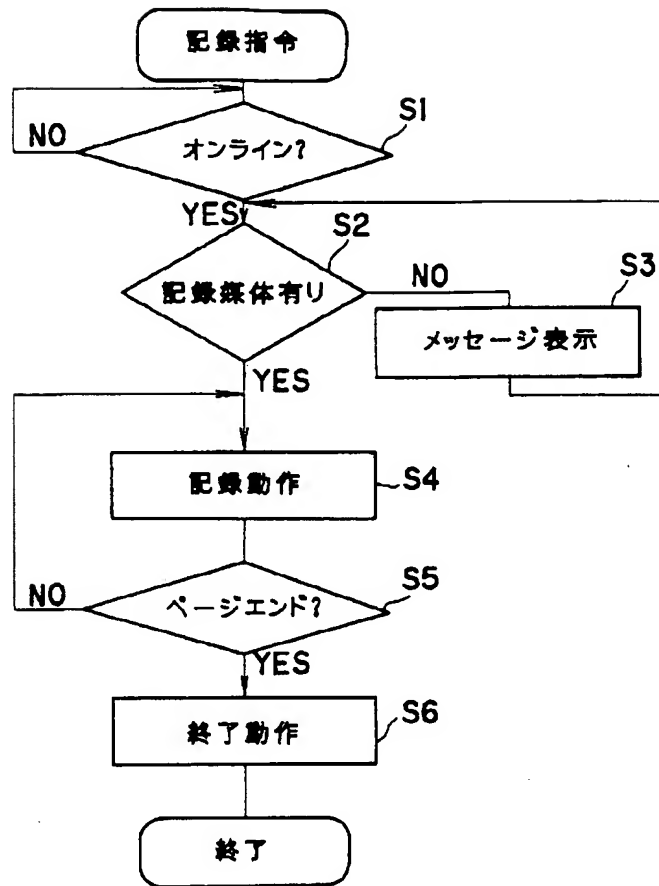 記録指令
S1
NO
オンライン?
YES
S2
記録媒体有り
NO
S3
メッセージ表示
YES
記録動作
S4
S5
NO
ページエンド?
YES
S6
終了動作
終了